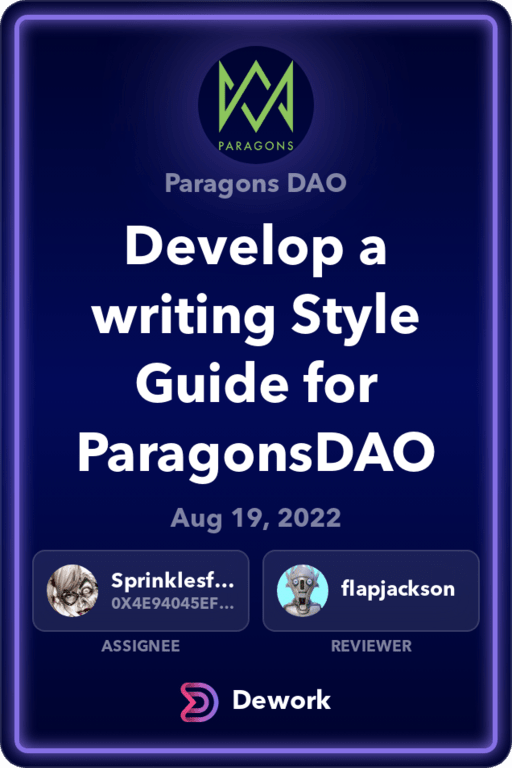 PARAGONS
Paragons DAO
Develop a
writing Style
Guide for
ParagonsDAO
Aug 19, 2022
Sprinklesf...
0X4E94045EF...
flapjackson
ASSIGNEE
REVIEWER
Dework